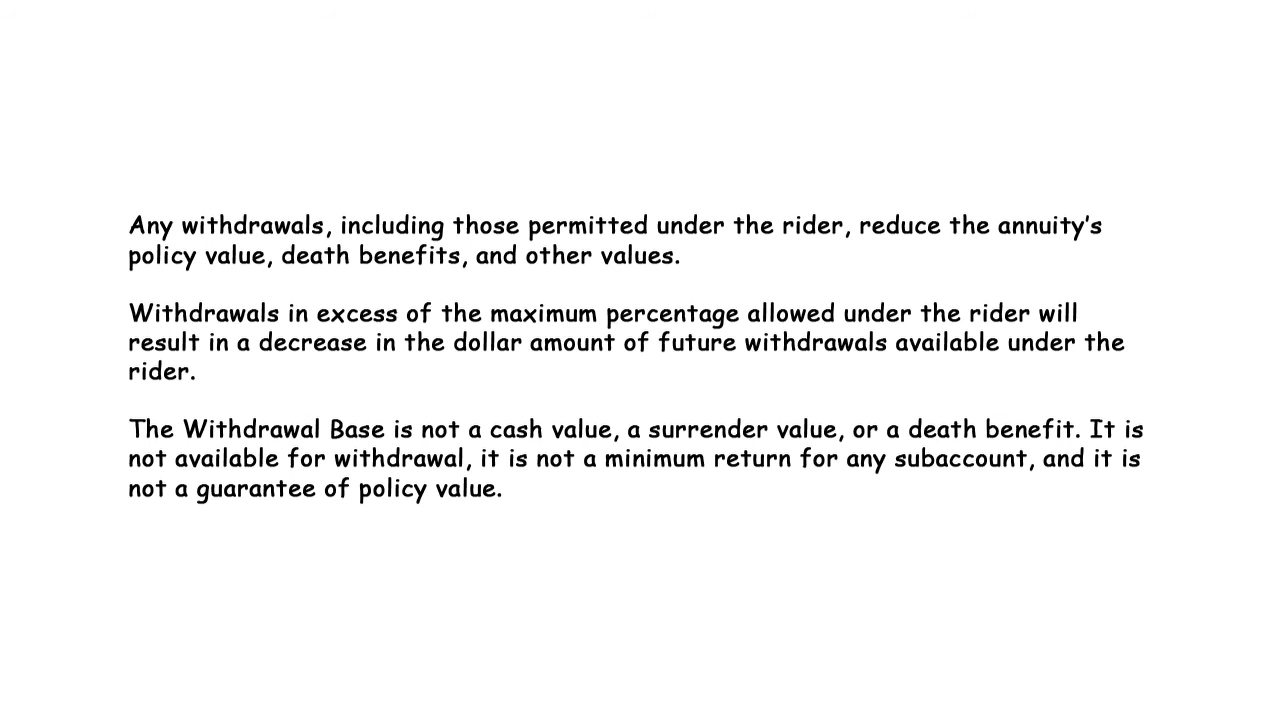 Any withdrawals, including those permitted under the rider, reduce the annuity's
policy value, death benefits, and other values.
Withdrawals in excess of the maximum percentage allowed under the rider will
result in a decrease in the dollar amount of future withdrawals available under the
rider.
The Withdrawal Base is not a cash value, a surrender value, or a death benefit. It is
not available for withdrawal, it is not a minimum return for any subaccount, and it is
not a guarantee of policy value.